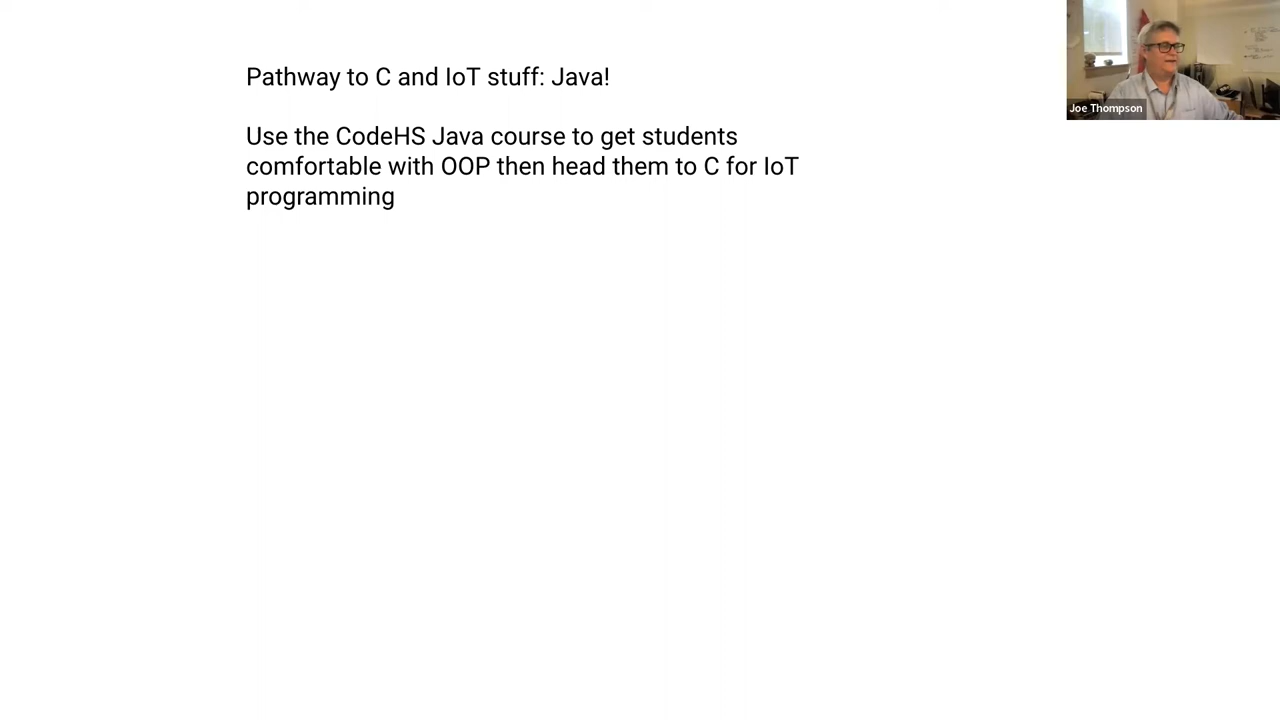 Pathway to C and IoT stuff: Java!
Use the CodeHS Java course to get students
comfortable with OOP then head them to C for IoT
programming
Joe Thompson